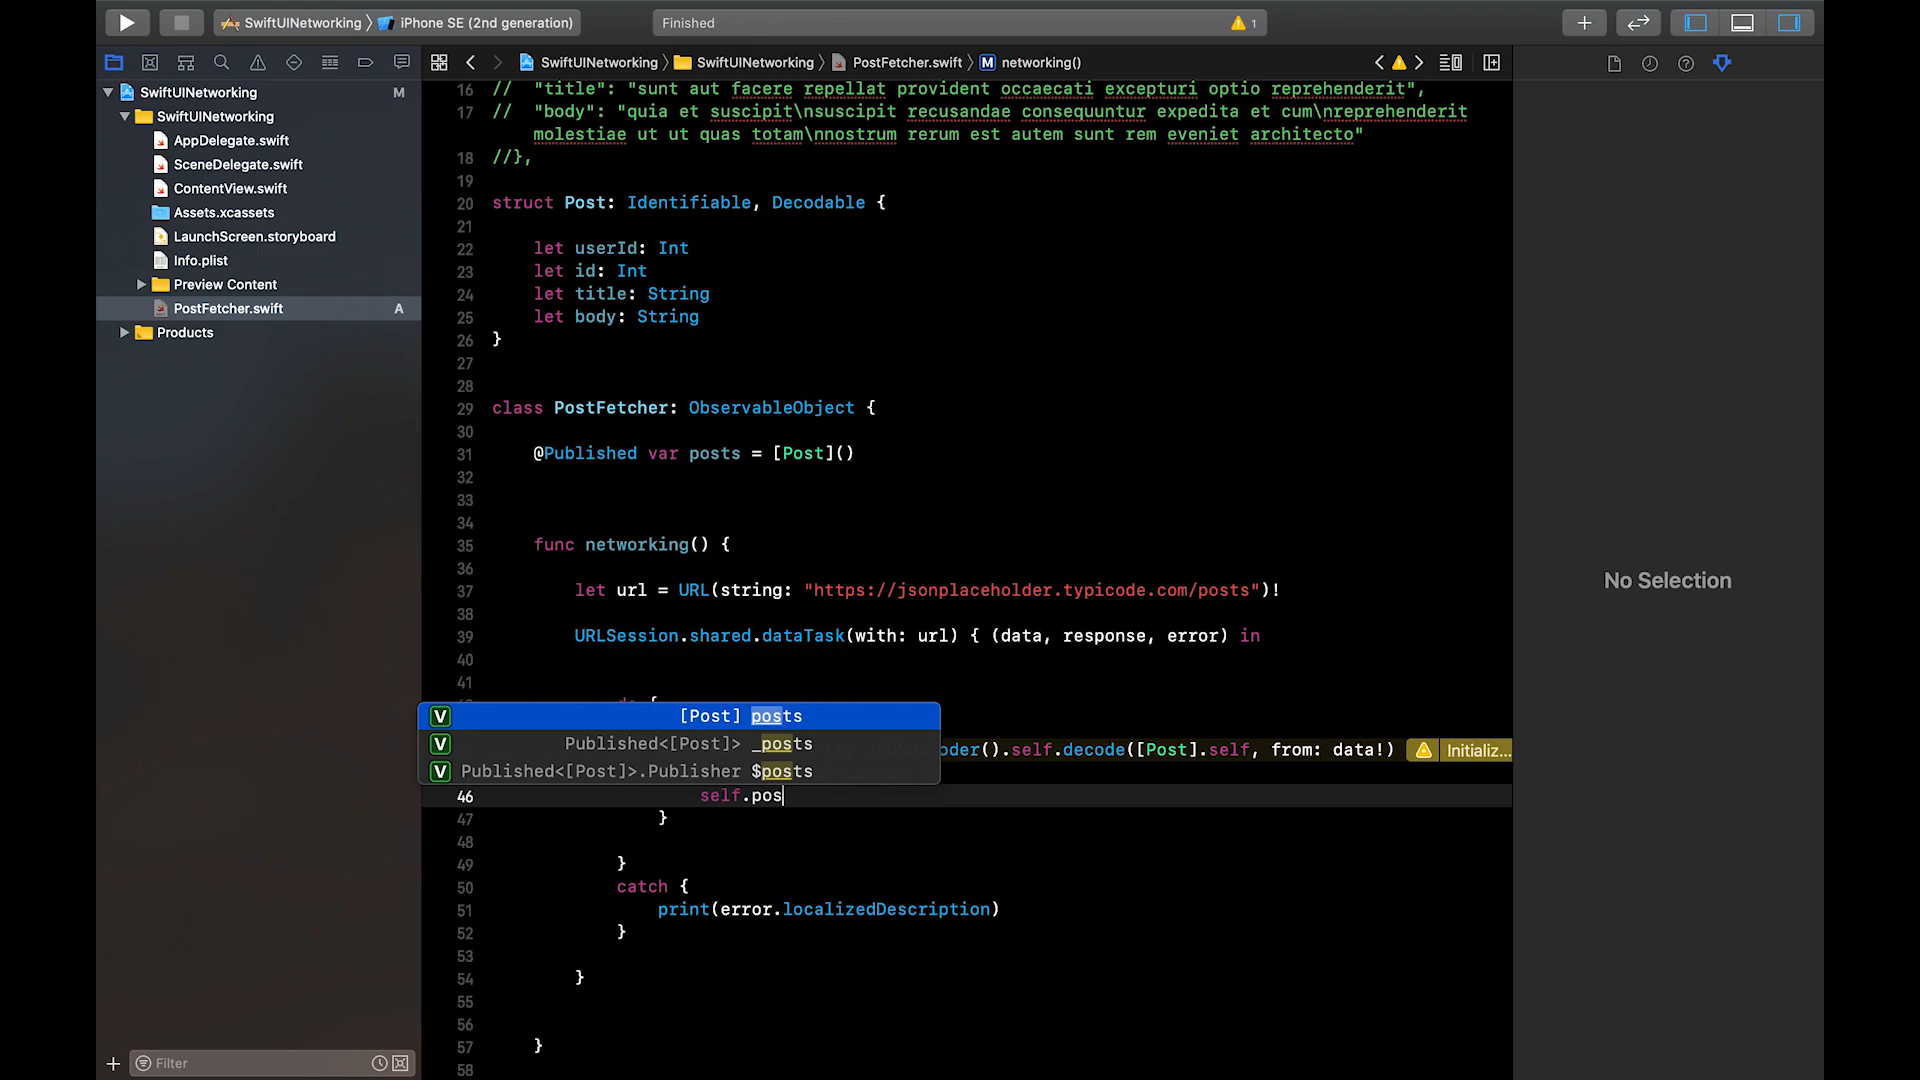 SwiftUINetworking 〉 iPhone SE (2nd generation)
Finished
1
SwiftUINetworking 〉 SwiftUINetworking 〉 PostFetcher.swift 〉 M networking()
SwiftUINetworking M
SwiftUINetworking
AppDelegate.swift
SceneDelegate.swift
ContentView.swift
Assets.xcassets
LaunchScreen.storyboard
Info.plist
Preview Content
PostFetcher.swift A
Products
Filter
16 // "title": "sunt aut facere repellat provident occaecati excepturi optio reprehenderit",
17 // "body": "quia et suscipit\nsuscipit recusandae consequuntur expedita et cum\nreprehenderit
molestiae ut ut quas totam\nnostrum rerum est autem sunt rem eveniet architecto"
18 //},
19
20 struct Post: Identifiable, Decodable {
21
22 let userId: Int
23 let id: Int
24 let title: String
25 let body: String
26 }
27
28
29 class PostFetcher: ObservableObject {
30
31 @Published var posts = [Post]()
32
33
34
35 func networking() {
36
37 let url = URL(string: "https://jsonplaceholder.typicode.com/posts")!
38
39 URLSession.shared.dataTask(with: url) { (data, response, error) in
40
41
V [Post] posts
V Published<[Post]> _posts
V Published<[Post]>.Publisher $posts
oder().self.decode([Post].self, from: data!) Initializ...
46 self.pos
47 }
48
49 }
50 catch {
51 print(error.localizedDescription)
52 }
53
54 }
55
56
57 }
58
No Selection